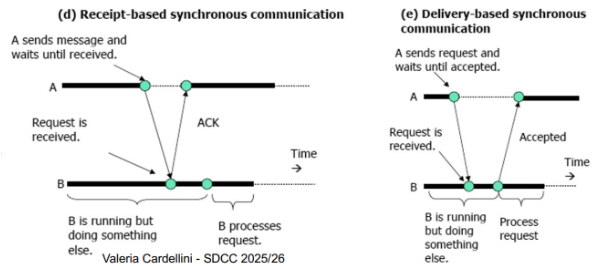 (d) Receipt-based synchronous communication
A sends message and
waits until received.
A
Request is
received.
ACK
Time
→
B
B is running but
doing something
else.
B processes
request.
Valeria Cardellini - SDCC 2025/26
(e) Delivery-based synchronous
communication
A sends request and
waits until accepted.
A
Request is
received.
Accepted
Time
→
B
B is running
but doing
something
else.
Process
request